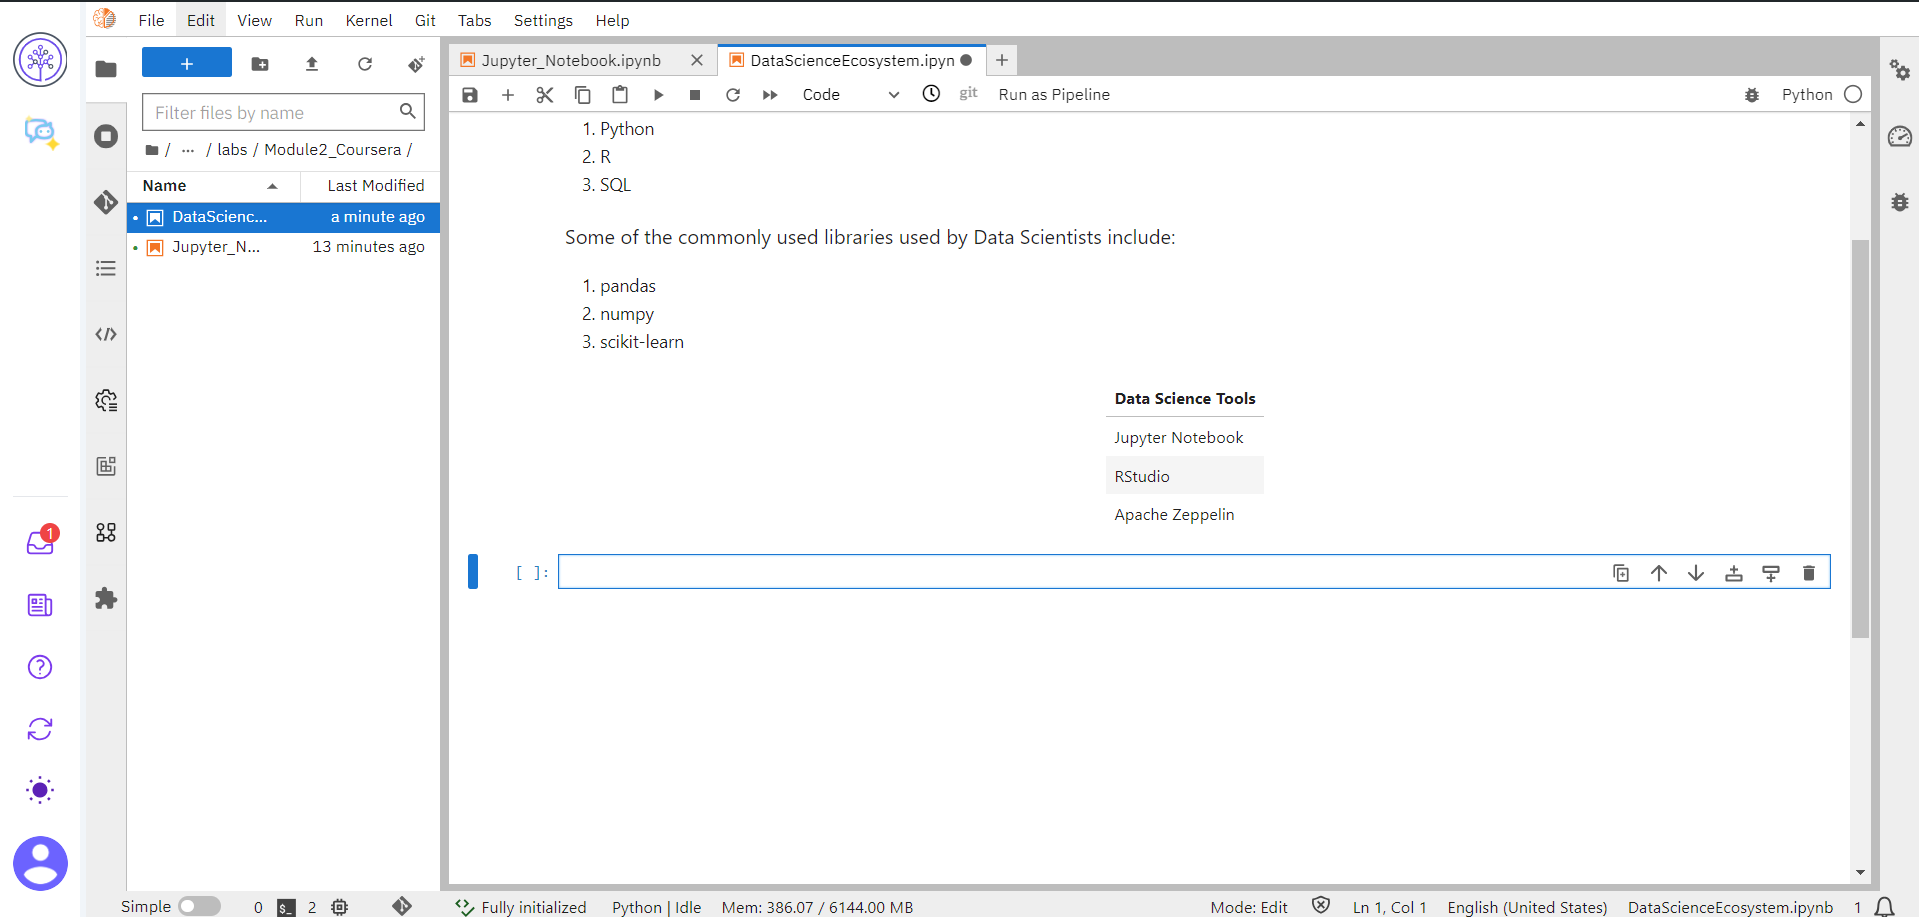 File Edit View Run Kernel Git Tabs Settings Help
+
Filter files by name
/ ... / labs / Module2_Coursera /
Name Last Modified
DataScienc... a minute ago
Jupyter_N... 13 minutes ago
1
Jupyter_Notebook.ipynb DataScienceEcosystem.ipyn
Code git Run as Pipeline Python
1. Python
2. R
3. SQL
Some of the commonly used libraries used by Data Scientists include:
1. pandas
2. numpy
3. scikit-learn
Data Science Tools
Jupyter Notebook
RStudio
Apache Zeppelin
[ ]:
Simple 0 $_ 2 Fully initialized Python | Idle Mem: 386.07 / 6144.00 MB Mode: Edit Ln 1, Col 1 English (United States) DataScienceEcosystem.ipynb 1